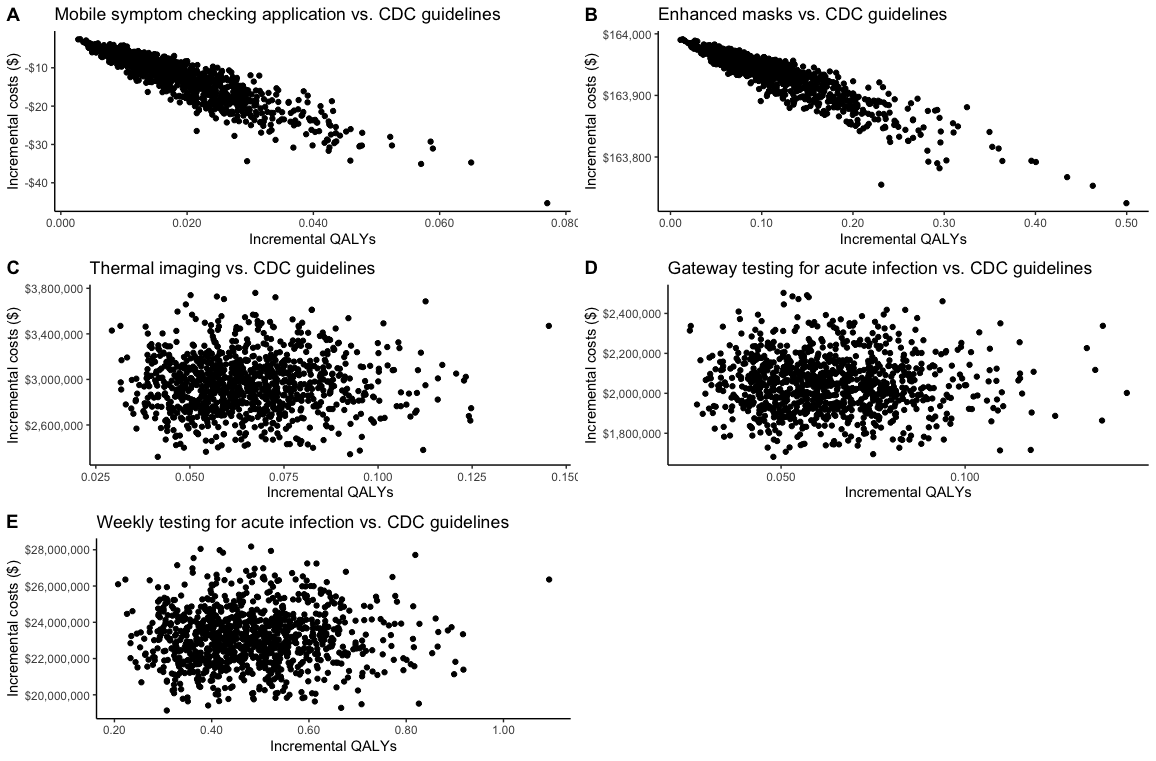 A Mobile symptom checking application vs. CDC guidelines
Incremental costs ($)
-$10
-$20
-$30
-$40
0.000 0.020 0.040 0.060 0.080
Incremental QALYs
B Enhanced masks vs. CDC guidelines
Incremental costs ($)
$164,000
$163,900
$163,800
0.00 0.10 0.20 0.30 0.40 0.50
Incremental QALYs
C Thermal imaging vs. CDC guidelines
Incremental costs ($)
$3,800,000
$3,400,000
$3,000,000
$2,600,000
0.025 0.050 0.075 0.100 0.125 0.150
Incremental QALYs
D Gateway testing for acute infection vs. CDC guidelines
Incremental costs ($)
$2,400,000
$2,200,000
$2,000,000
$1,800,000
0.050 0.100
Incremental QALYs
E Weekly testing for acute infection vs. CDC guidelines
Incremental costs ($)
$28,000,000
$26,000,000
$24,000,000
$22,000,000
$20,000,000
0.20 0.40 0.60 0.80 1.00
Incremental QALYs